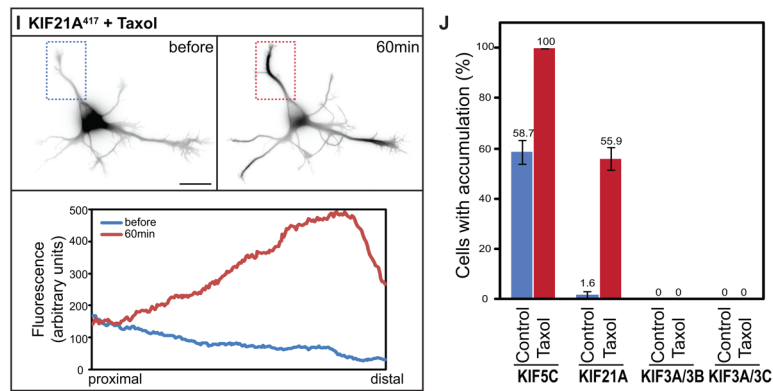 I KIF21A⁴¹⁷ + Taxol
before
60min
500
400
300
200
100
0
Fluorescence
(arbitrary units)
before
60min
proximal
distal
J
Cells with accumulation (%)
100
80
60
40
20
0
58.7
100
1.6
55.9
0
0
0
0
Control
Taxol
Control
Taxol
Control
Taxol
Control
Taxol
KIF5C
KIF21A
KIF3A/3B
KIF3A/3C